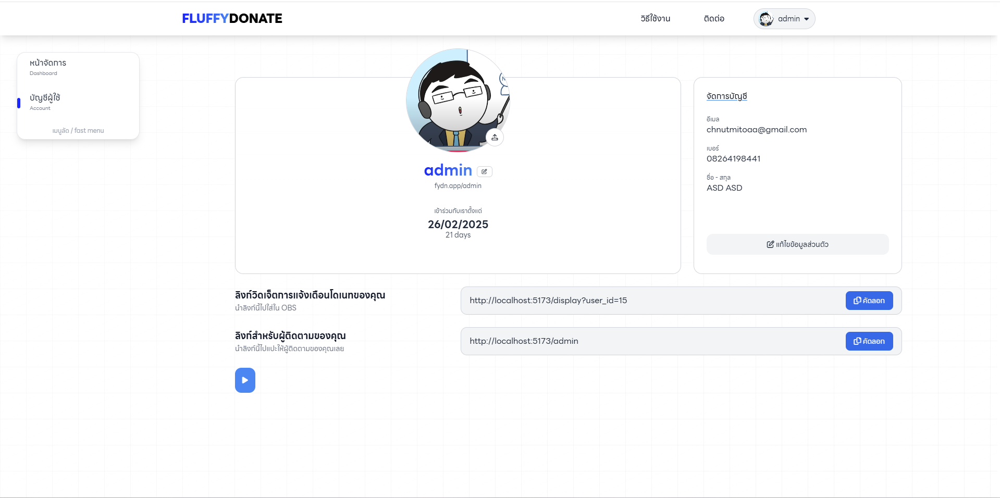 FLUFFYDONATE
วิธีใช้งาน
ติดต่อ
admin
หน้าจัดการ
Dashboard
บัญชีผู้ใช้
Account
เมนูลัด / fast menu
admin
fydn.app/admin
เข้าร่วมกับเราตั้งแต่
26/02/2025
21 days
จัดการบัญชี
อีเมล
chnutmitoaa@gmail.com
เบอร์
08264198441
ชื่อ - สกุล
ASD ASD
แก้ไขข้อมูลส่วนตัว
ลิงก์วิดเจ็ตการแจ้งเตือนโดเนทของคุณ
นำลิงก์นี้ไปใส่ใน OBS
http://localhost:5173/display?user_id=15
คัดลอก
ลิงก์สำหรับผู้ติดตามของคุณ
นำลิงก์นี้ไปแปะให้ผู้ติดตามของคุณเลย
http://localhost:5173/admin
คัดลอก